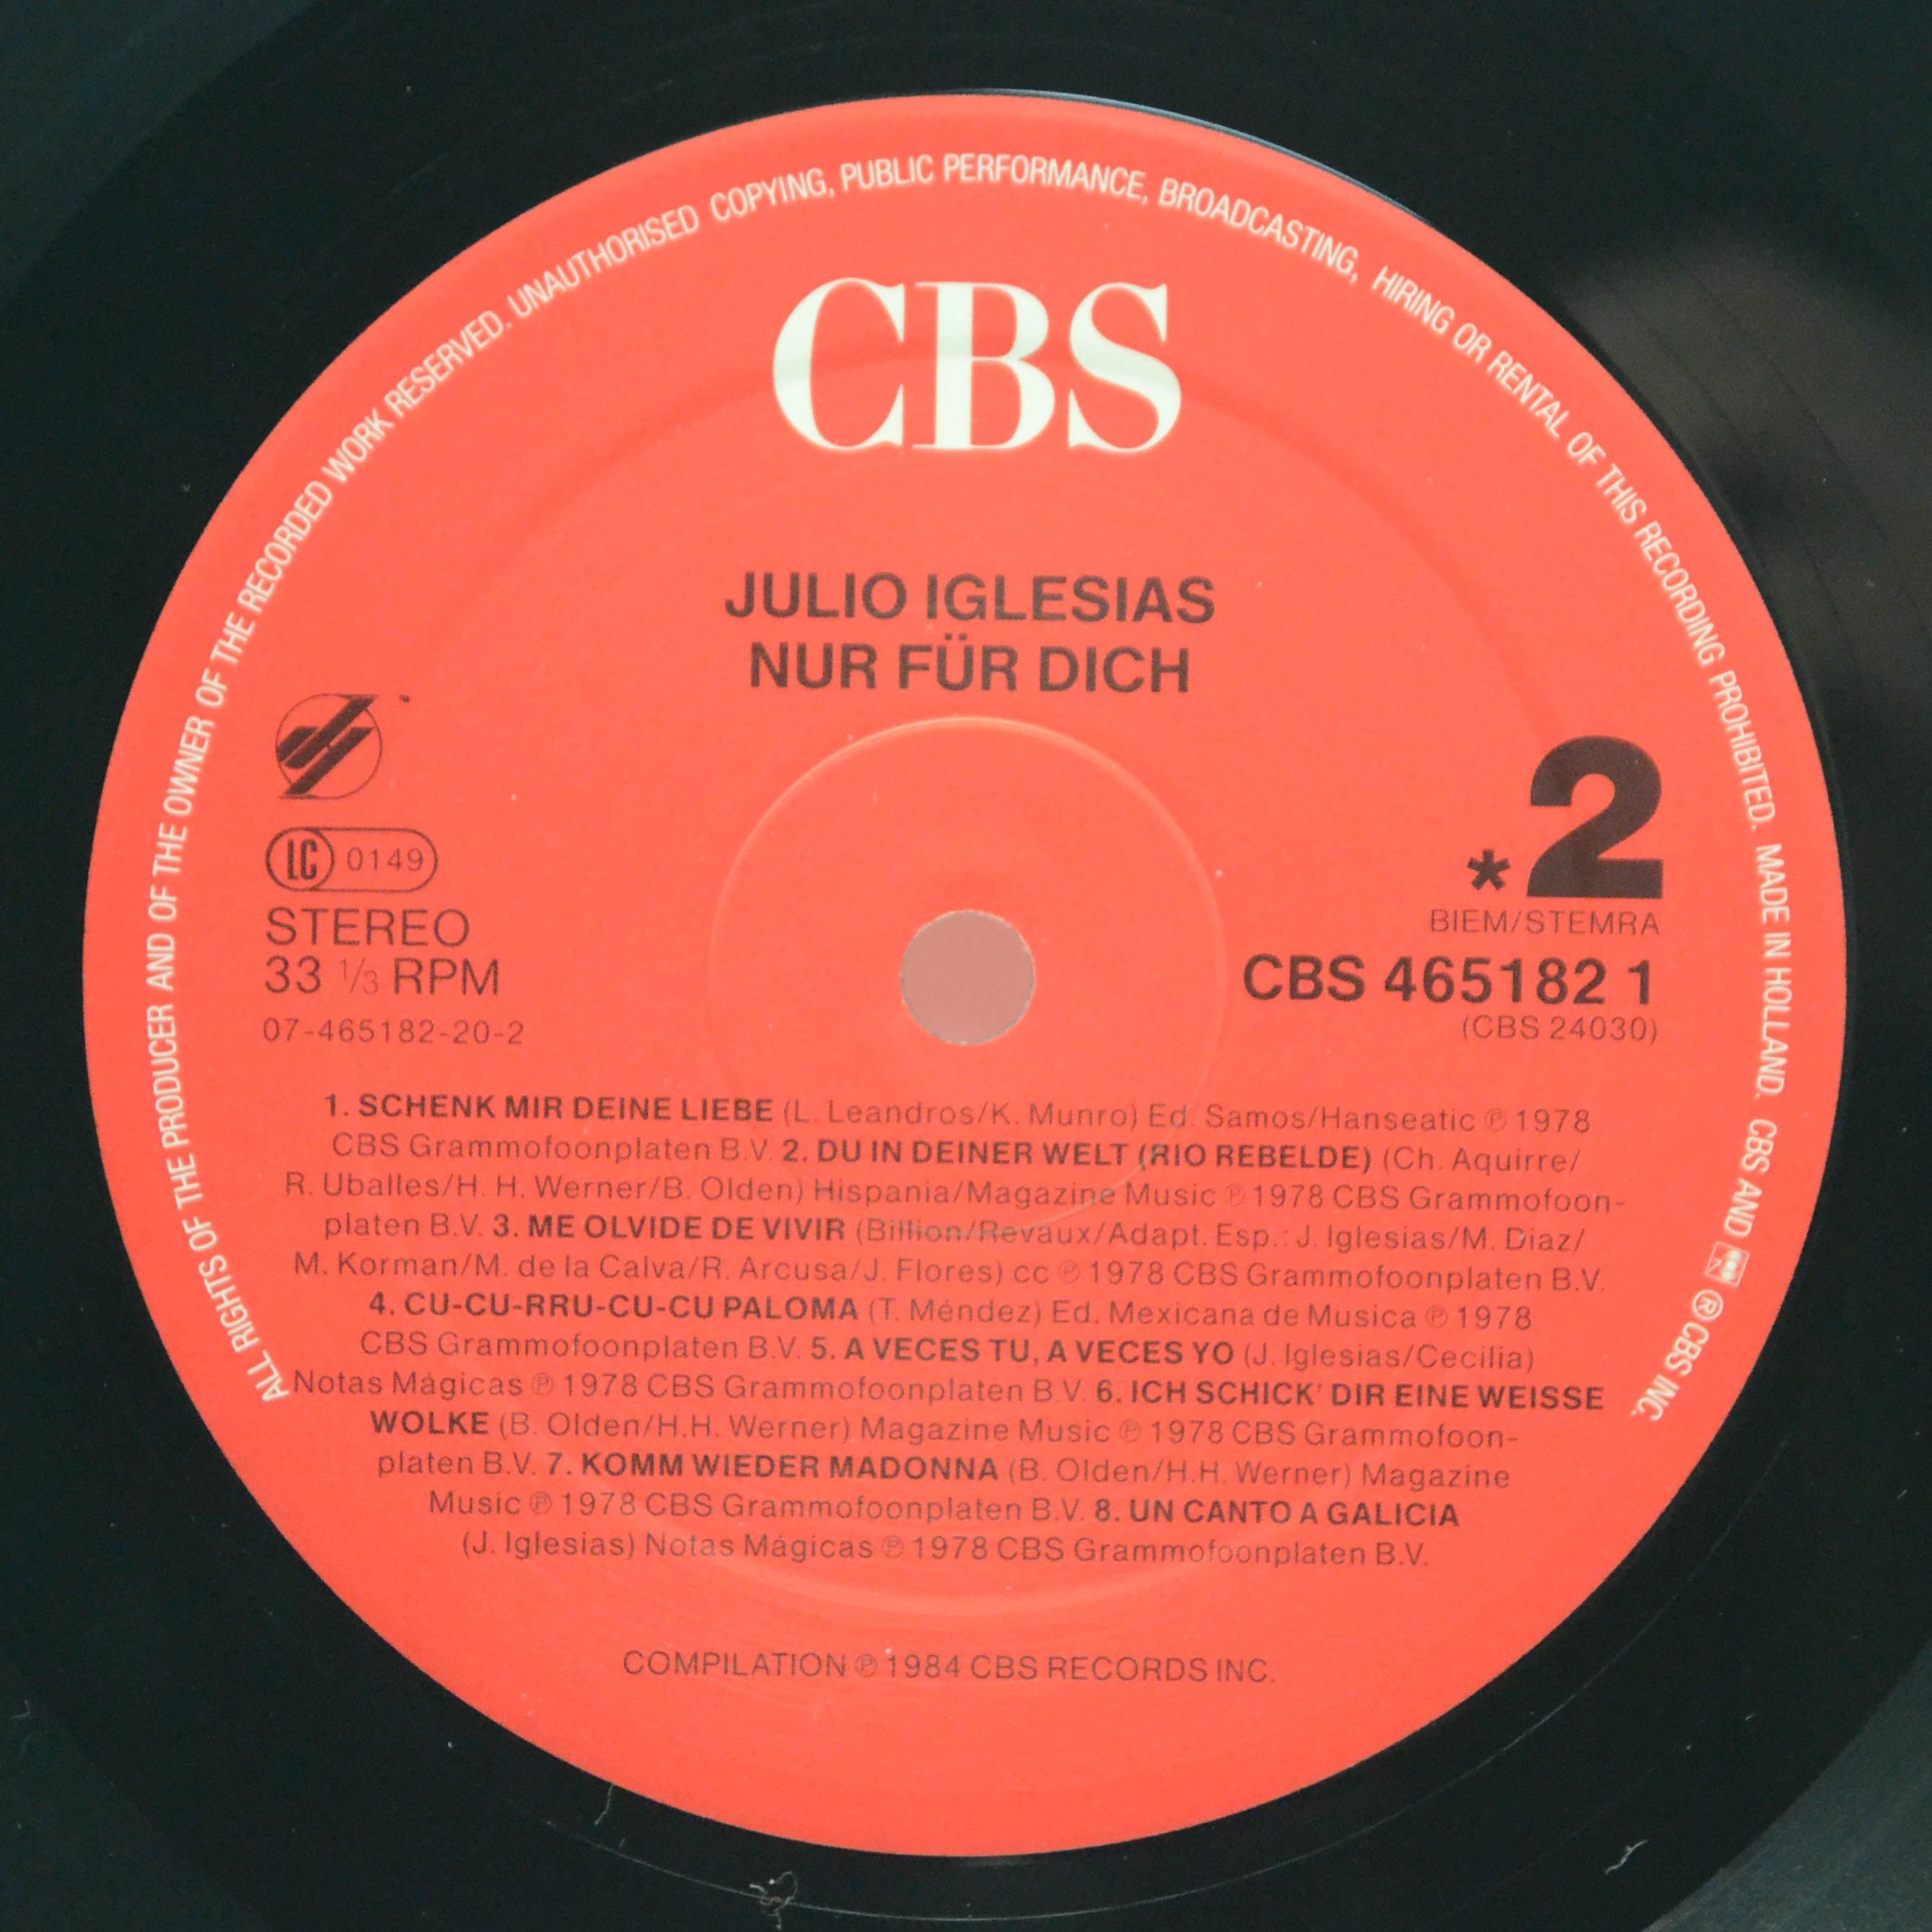 ALL RIGHTS OF THE PRODUCER AND OF THE OWNER OF THE RECORDED WORK RESERVED. UNAUTHORISED COPYING, PUBLIC PERFORMANCE, BROADCASTING, HIRING OR RENTAL OF THIS RECORDING PROHIBITED. MADE IN HOLLAND. CBS AND ® CBS INC.
CBS
JULIO IGLESIAS
NUR FÜR DICH
LC 0149
STEREO
33 1/3 RPM
07-465182-20-2
*2
BIEM/STEMRA
CBS 465182 1
(CBS 24030)
1. SCHENK MIR DEINE LIEBE (L. Leandros/K. Munro) Ed. Samos/Hanseatic ℗ 1978
CBS Grammofoonplaten B.V. 2. DU IN DEINER WELT (RIO REBELDE) (Ch. Aquirre/
R. Uballes/H. H. Werner/B. Olden) Hispania/Magazine Music ℗ 1978 CBS Grammofoon-
platen B.V. 3. ME OLVIDE DE VIVIR (Billion/Revaux/Adapt. Esp.: J. Iglesias/M. Diaz/
M. Korman/M. de la Calva/R. Arcusa/J. Flores) cc ℗ 1978 CBS Grammofoonplaten B.V.
4. CU-CU-RRU-CU-CU PALOMA (T. Méndez) Ed. Mexicana de Musica ℗ 1978
CBS Grammofoonplaten B.V. 5. A VECES TU, A VECES YO (J. Iglesias/Cecilia)
Notas Mágicas ℗ 1978 CBS Grammofoonplaten B.V. 6. ICH SCHICK' DIR EINE WEISSE
WOLKE (B. Olden/H.H. Werner) Magazine Music ℗ 1978 CBS Grammofoon-
platen B.V. 7. KOMM WIEDER MADONNA (B. Olden/H.H. Werner) Magazine
Music ℗ 1978 CBS Grammofoonplaten B.V. 8. UN CANTO A GALICIA
(J. Iglesias) Notas Mágicas ℗ 1978 CBS Grammofoonplaten B.V.
COMPILATION ℗ 1984 CBS RECORDS INC.